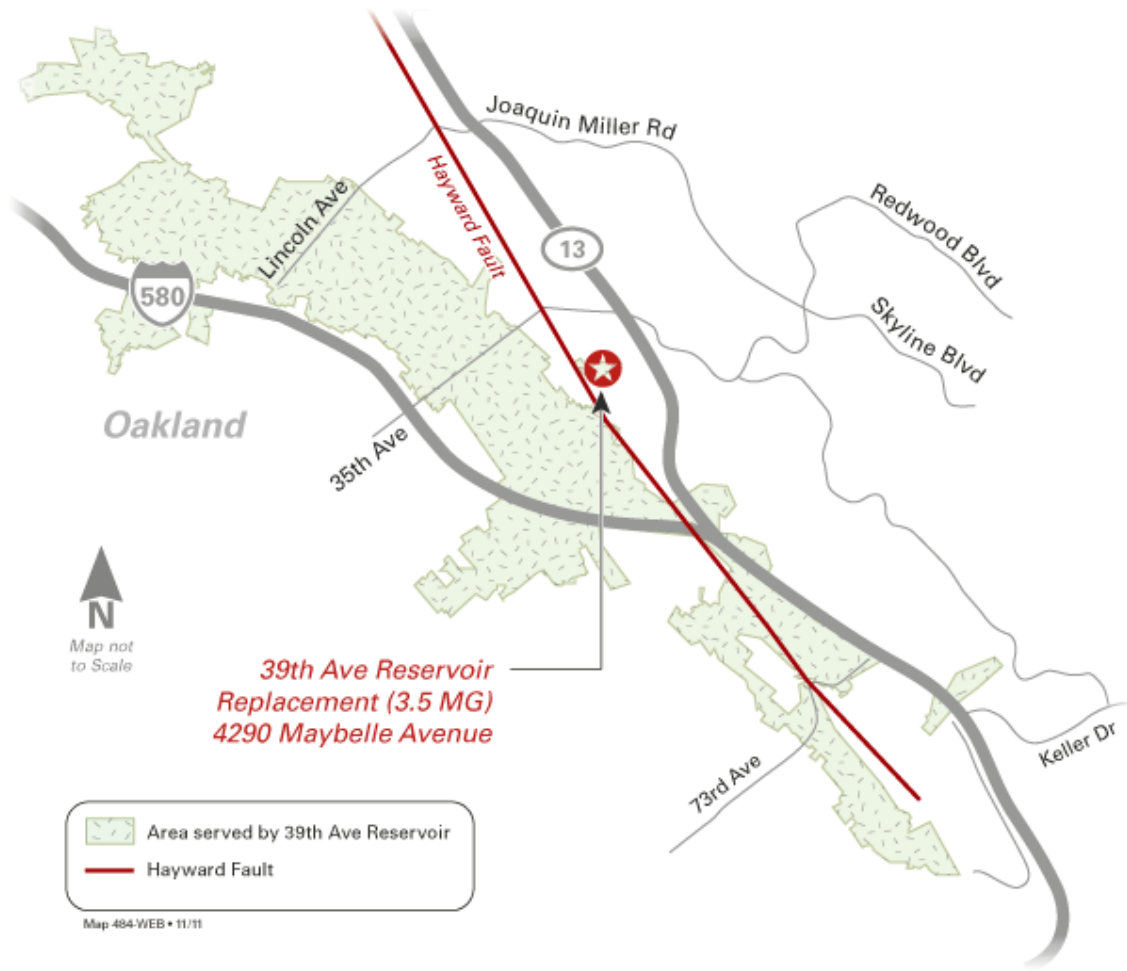 Joaquin Miller Rd
Hayward Fault
Lincoln Ave
Redwood Blvd
13
580
Skyline Blvd
Oakland
35th Ave
N
Map not
to Scale
39th Ave Reservoir
Replacement (3.5 MG)
4290 Maybelle Avenue
Keller Dr
73rd Ave
Area served by 39th Ave Reservoir
Hayward Fault
Map 484-WEB • 11/11